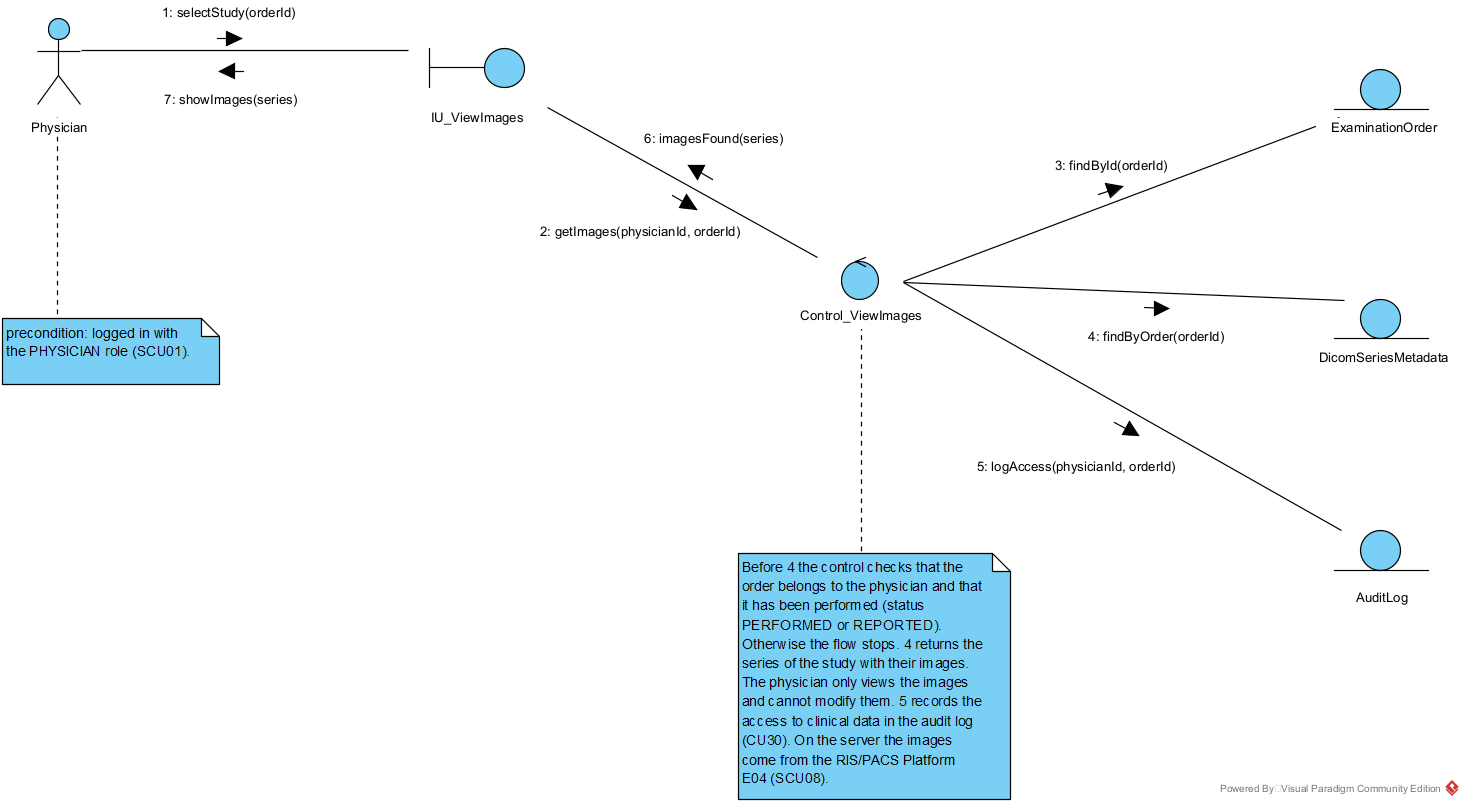 1: selectStudy(orderId)
7: showImages(series)
Physician
IU_ViewImages
6: imagesFound(series)
2: getImages(physicianId, orderId)
ExaminationOrder
3: findById(orderId)
Control_ViewImages
4: findByOrder(orderId)
DicomSeriesMetadata
precondition: logged in with
the PHYSICIAN role (SCU01).
5: logAccess(physicianId, orderId)
AuditLog
Before 4 the control checks that the
order belongs to the physician and that
it has been performed (status
PERFORMED or REPORTED).
Otherwise the flow stops. 4 returns the
series of the study with their images.
The physician only views the images
and cannot modify them. 5 records the
access to clinical data in the audit log
(CU30). On the server the images
come from the RIS/PACS Platform
E04 (SCU08).
Powered By Visual Paradigm Community Edition